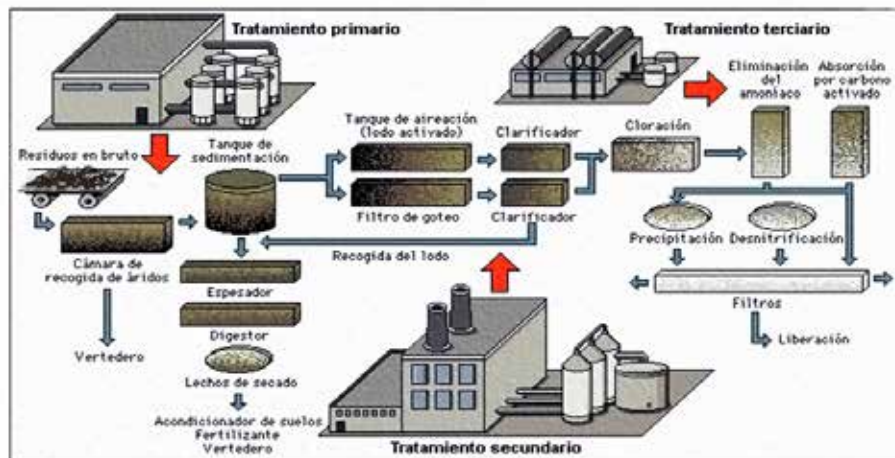 Tratamiento primario
Tratamiento terciario
Eliminación
del
amoníaco
Absorción
por carbono
activado
Residuos en bruto
Tanque de
sedimentación
Tanque de aireación
(lodo activado)
Clarificador
Cloración
Filtro de goteo
Clarificador
Cámara de
recogida de áridos
Recogida del lodo
Precipitación
Desnitrificación
Espesador
Filtros
Vertedero
Digestor
Liberación
Lechos de secado
Acondicionador de suelos
Fertilizante
Vertedero
Tratamiento secundario